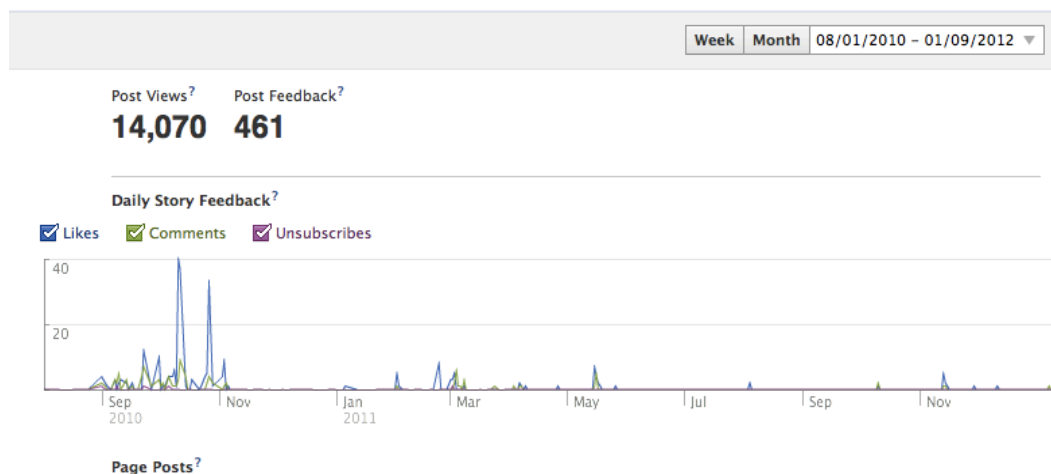 Week Month 08/01/2010 - 01/09/2012
Post Views? Post Feedback?
14,070 461
Daily Story Feedback?
Likes Comments Unsubscribes
40
20
Sep Nov Jan Mar May Jul Sep Nov
2010 2011
Page Posts?